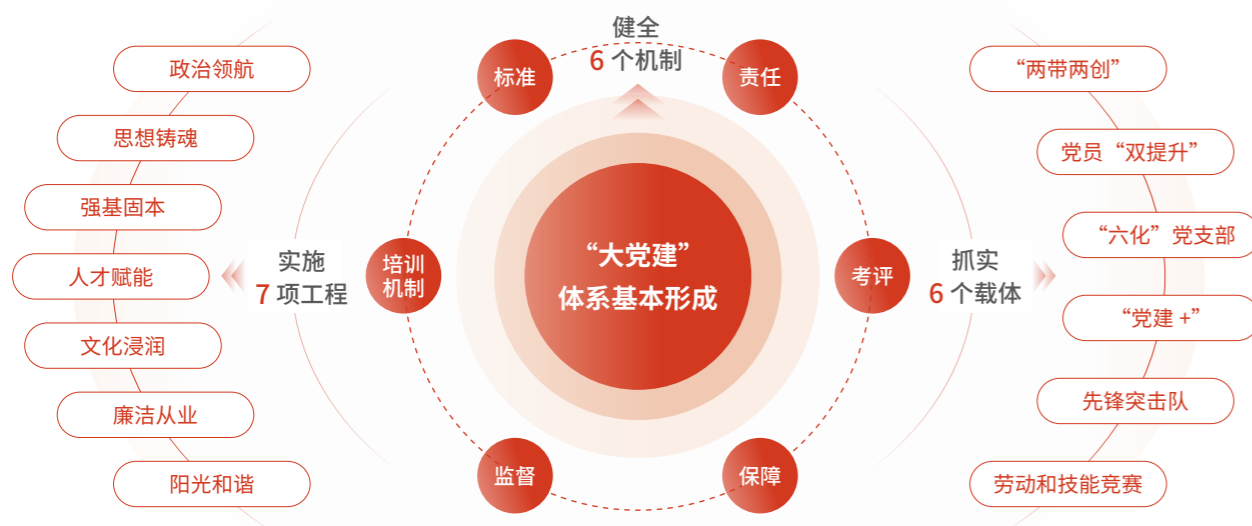 健全
6 个机制
标准
责任
培训
机制
考评
监督
保障
“大党建”
体系基本形成
实施
7 项工程
政治领航
思想铸魂
强基固本
人才赋能
文化浸润
廉洁从业
阳光和谐
抓实
6 个载体
“两带两创”
党员“双提升”
“六化”党支部
“党建 +”
先锋突击队
劳动和技能竞赛